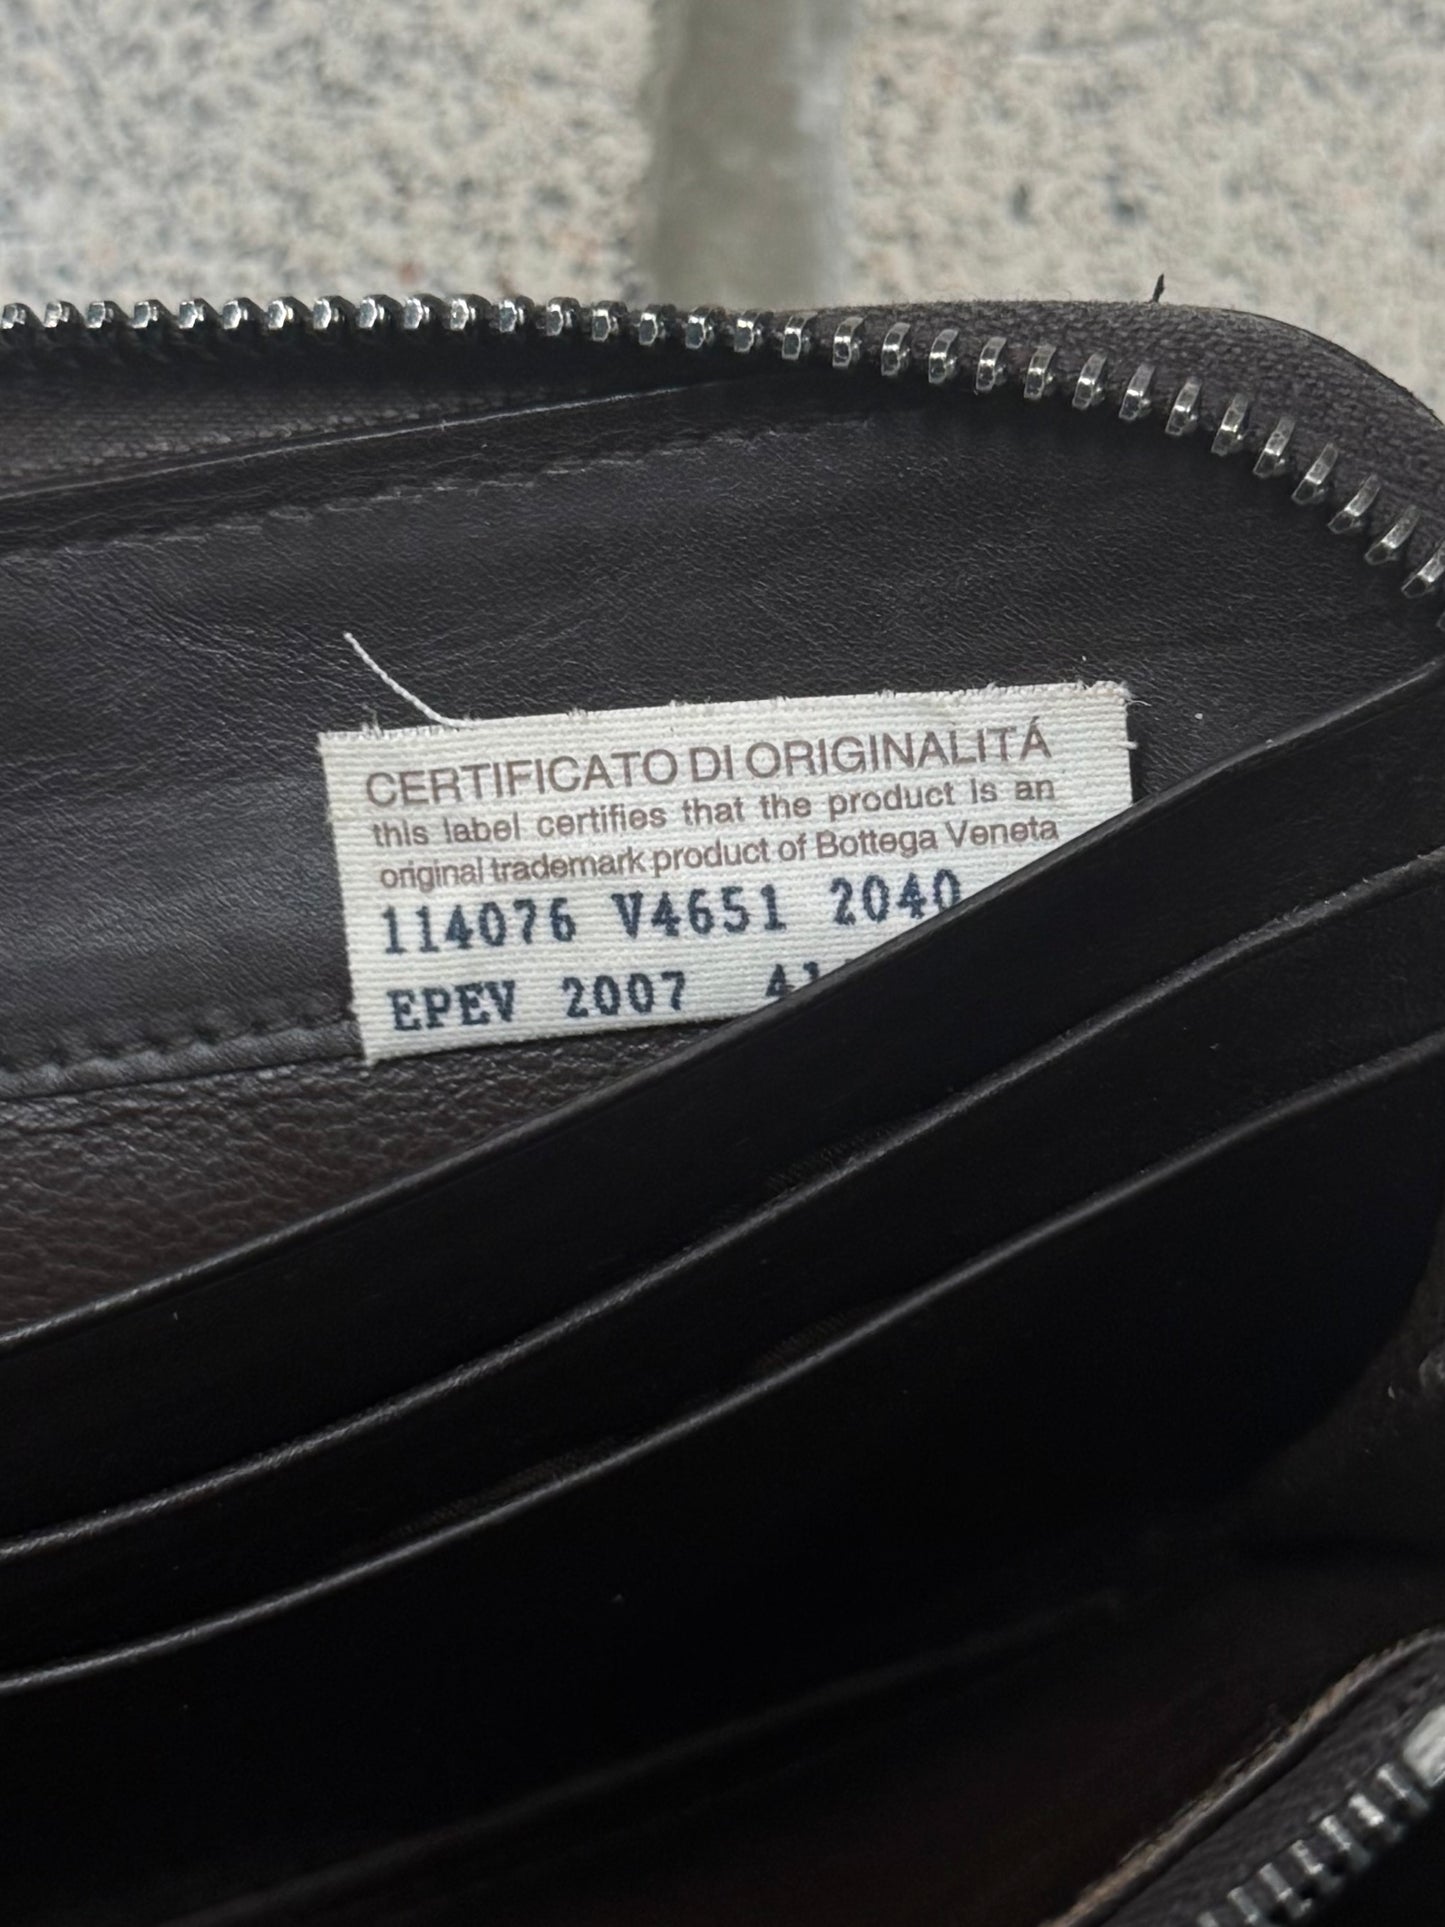 CERTIFICATO DI ORIGINALITÁ
this label certifies that the product is an
original trademark product of Bottega Veneta
114076 V4651 2040
EPEV 2007